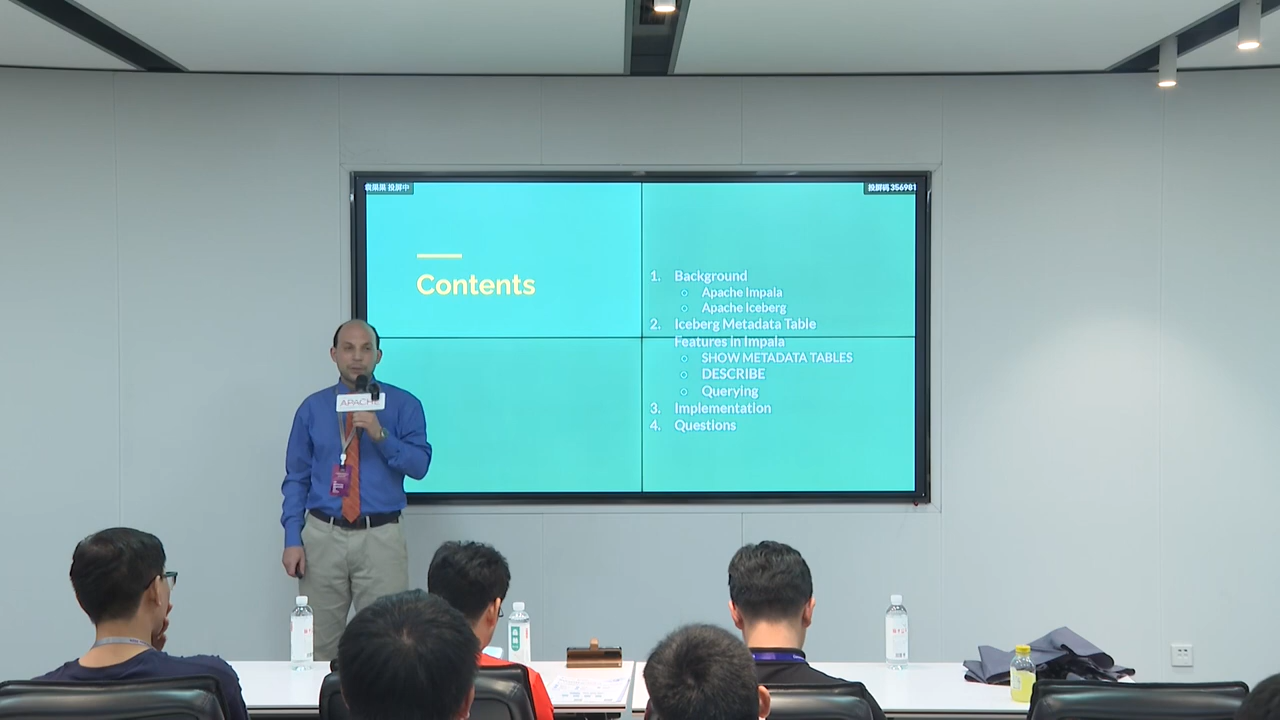 投屏中
投屏码 356981
Contents
1. Background
○ Apache Impala
○ Apache Iceberg
2. Iceberg Metadata Table
Features in Impala
○ SHOW METADATA TABLES
○ DESCRIBE
○ Querying
3. Implementation
4. Questions
APACHE